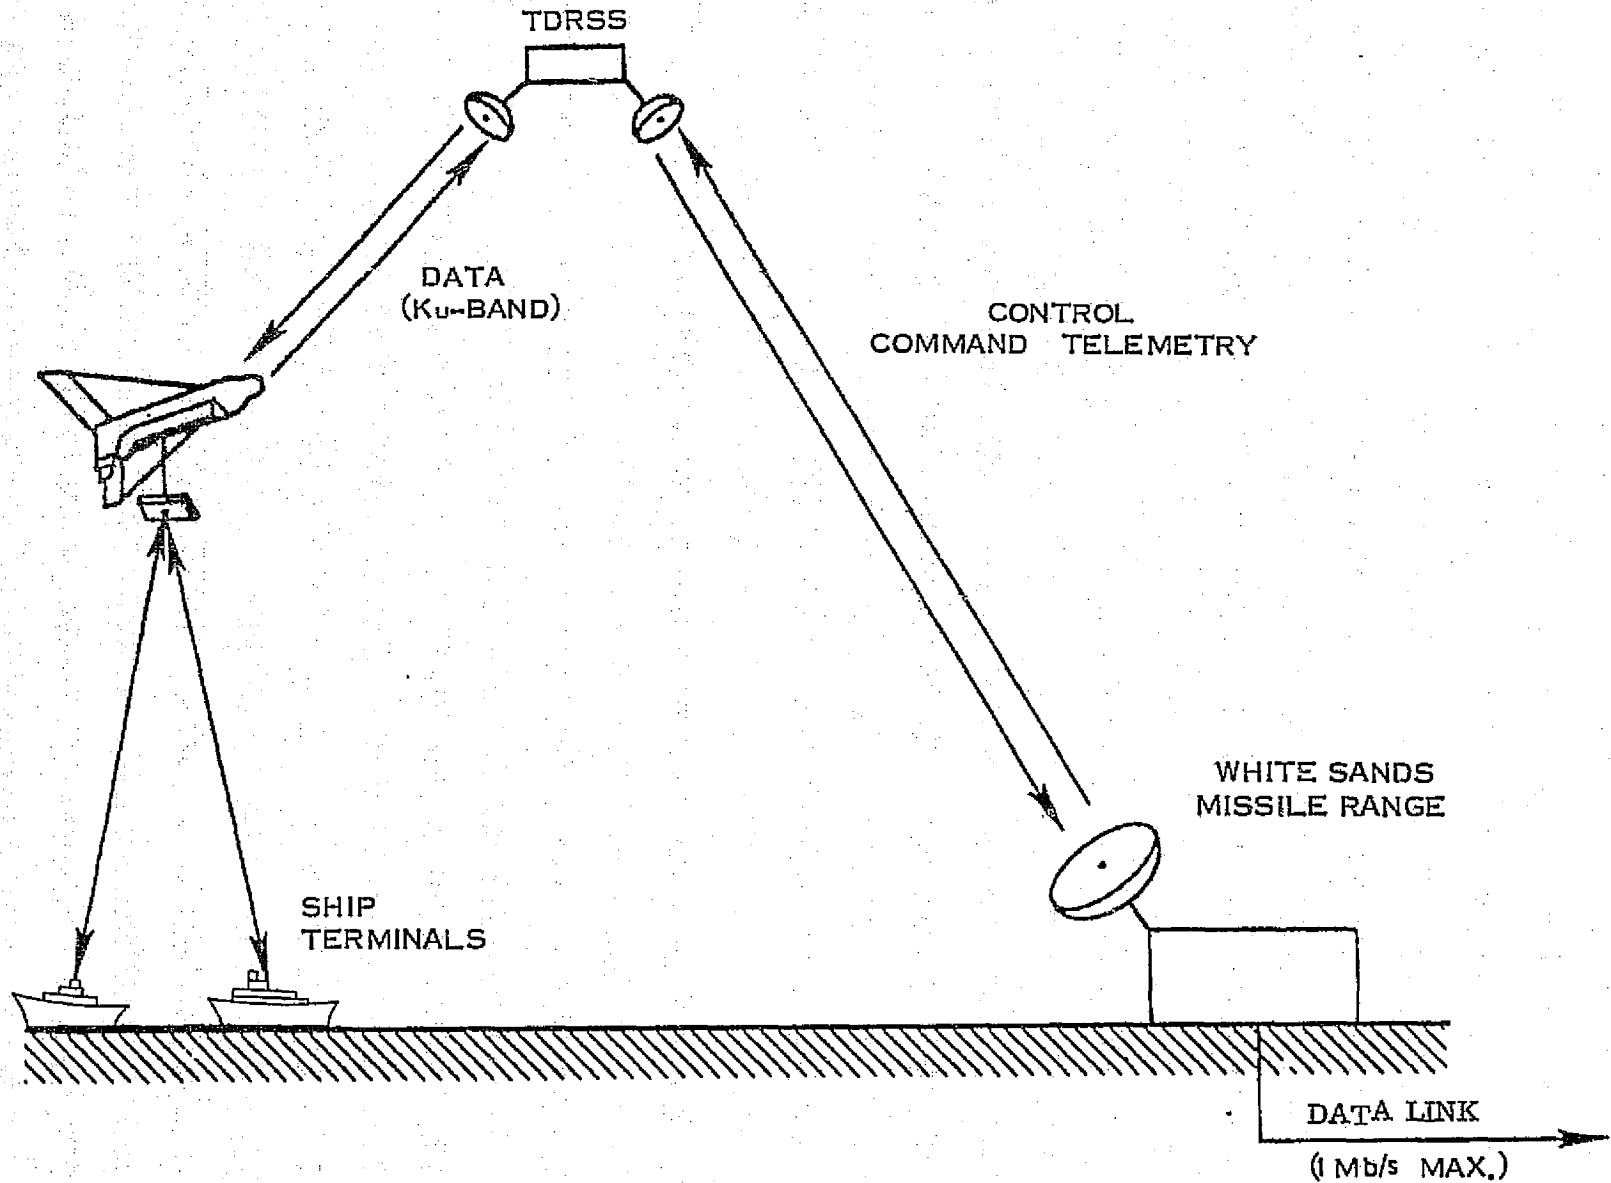 TDRSS
DATA
(Ku-BAND)
CONTROL
COMMAND TELEMETRY
WHITE SANDS
MISSILE RANGE
SHIP
TERMINALS
DATA LINK
(1 Mb/s MAX.)